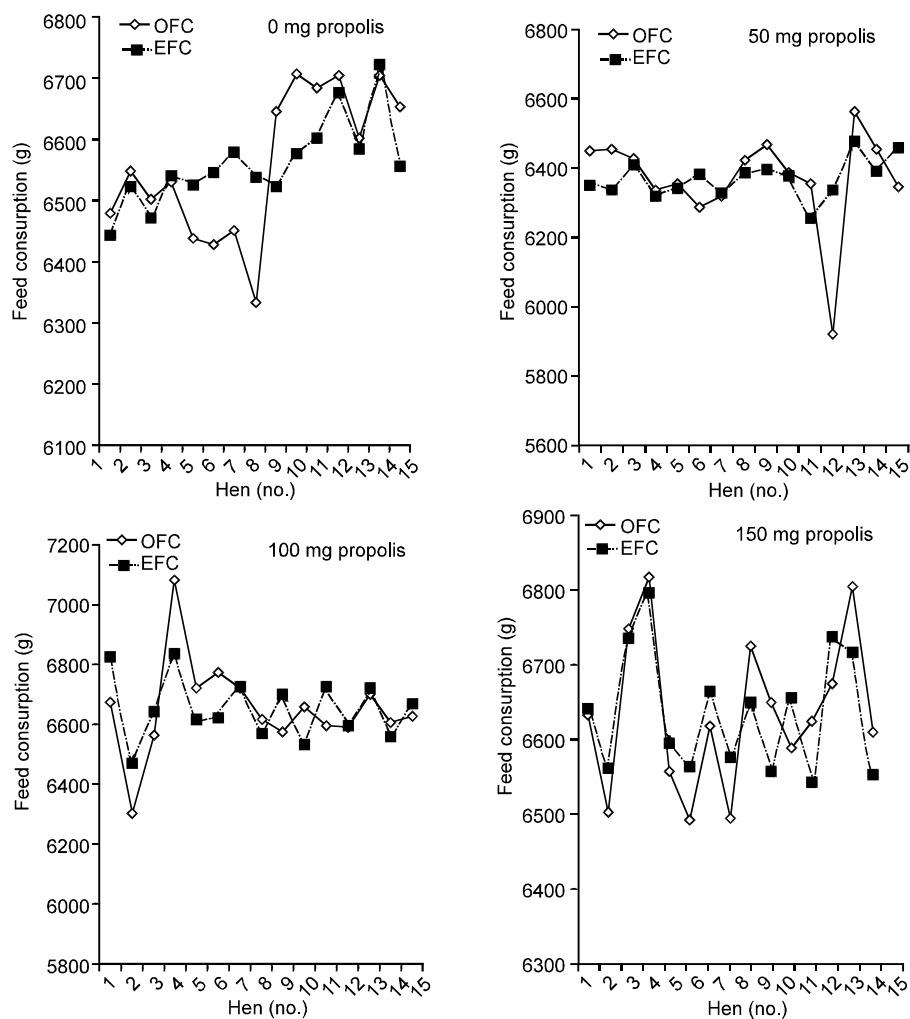 0 mg propolis
OFC
EFC
Feed consurption (g)
6800
6700
6600
6500
6400
6300
6200
6100
1 2 3 4 5 6 7 8 9 10 11 12 13 14 15
Hen (no.)
50 mg propolis
OFC
EFC
Feed consurption (g)
6800
6600
6400
6200
6000
5800
5600
1 2 3 4 5 6 7 8 9 10 11 12 13 14 15
Hen (no.)
100 mg propolis
OFC
EFC
Feed consurption (g)
7200
7000
6800
6600
6400
6200
6000
5800
1 2 3 4 5 6 7 8 9 10 11 12 13 14 15
Hen (no.)
150 mg propolis
OFC
EFC
Feed consurption (g)
6900
6800
6700
6600
6500
6400
6300
1 2 3 4 5 6 7 8 9 10 11 12 13 14 15
Hen (no.)